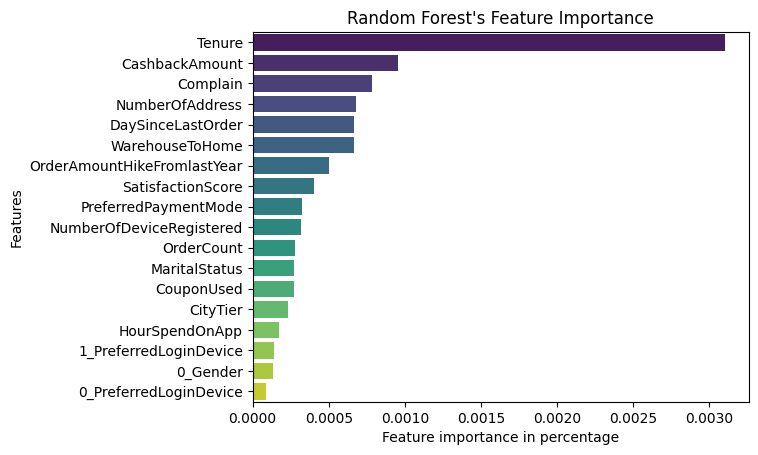 Random Forest's Feature Importance
Features
Tenure
CashbackAmount
Complain
NumberOfAddress
DaySinceLastOrder
WarehouseToHome
OrderAmountHikeFromlastYear
SatisfactionScore
PreferredPaymentMode
NumberOfDeviceRegistered
OrderCount
MaritalStatus
CouponUsed
CityTier
HourSpendOnApp
1_PreferredLoginDevice
0_Gender
0_PreferredLoginDevice
0.0000 0.0005 0.0010 0.0015 0.0020 0.0025 0.0030
Feature importance in percentage